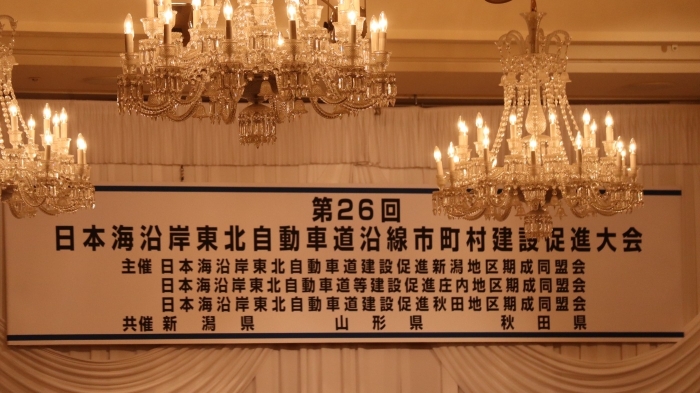 第26回
日本海沿岸東北自動車道沿線市町村建設促進大会
主催 日本海沿岸東北自動車道建設促進新潟地区期成同盟会
日本海沿岸東北自動車道等建設促進庄内地区期成同盟会
日本海沿岸東北自動車道建設促進秋田地区期成同盟会
共催 新潟県 山形県 秋田県